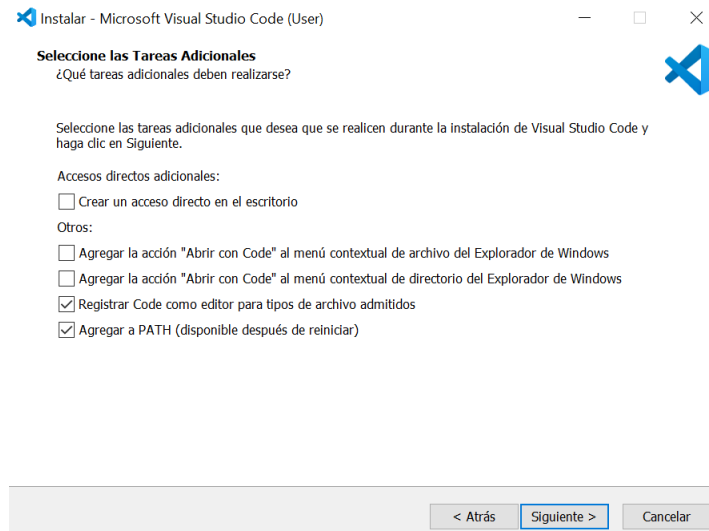 Instalar - Microsoft Visual Studio Code (User)
Seleccione las Tareas Adicionales
¿Qué tareas adicionales deben realizarse?
Seleccione las tareas adicionales que desea que se realicen durante la instalación de Visual Studio Code y
haga clic en Siguiente.
Accesos directos adicionales:
Crear un acceso directo en el escritorio
Otros:
Agregar la acción "Abrir con Code" al menú contextual de archivo del Explorador de Windows
Agregar la acción "Abrir con Code" al menú contextual de directorio del Explorador de Windows
Registrar Code como editor para tipos de archivo admitidos
Agregar a PATH (disponible después de reiniciar)
< Atrás Siguiente > Cancelar